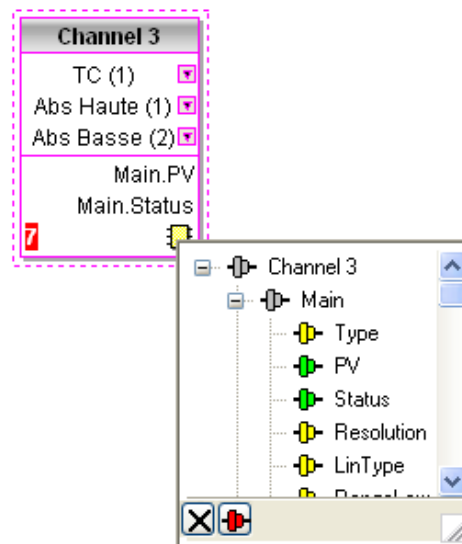 Channel 3
TC (1)
Abs Haute (1)
Abs Basse (2)
Main.PV
Main.Status
7
Channel 3
Main
Type
PV
Status
Resolution
LinType